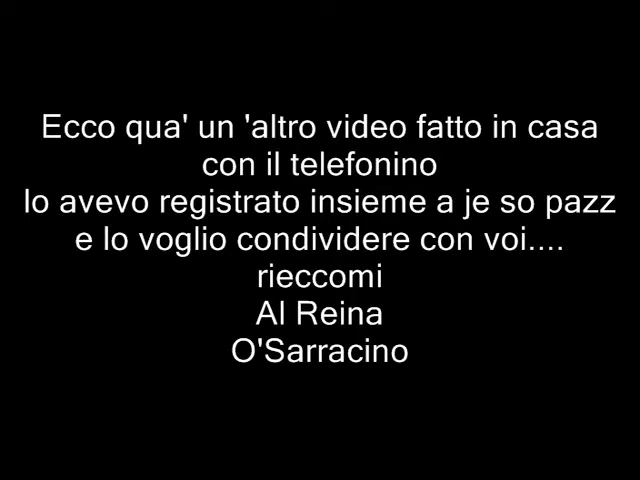 Ecco qua' un 'altro video fatto in casa
con il telefonino
lo avevo registrato insieme a je so pazz
e lo voglio condividere con voi....
rieccomi
Al Reina
O'Sarracino